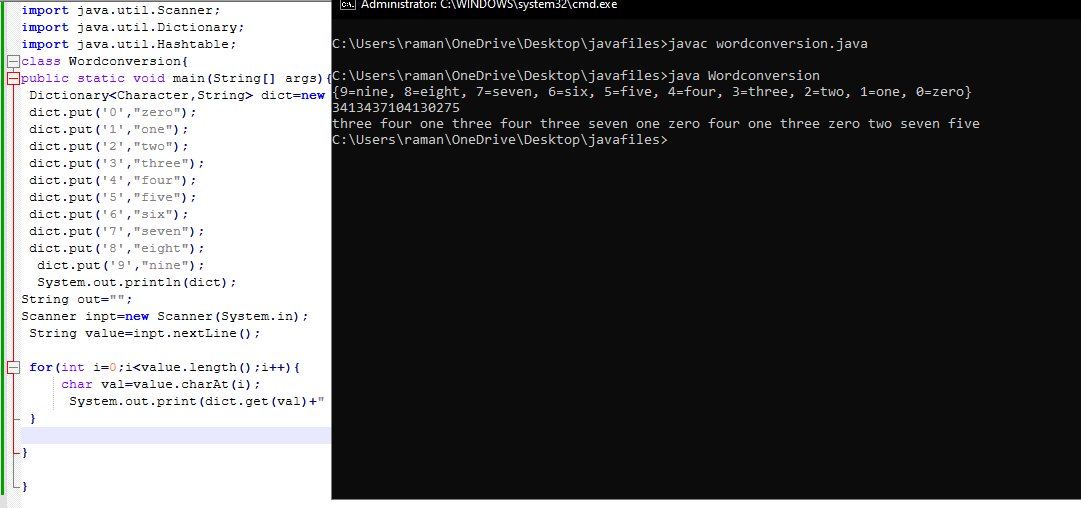 import java.util.Scanner;
import java.util.Dictionary;
import java.util.Hashtable;
class Wordconversion{
public static void main(String[] args){
Dictionary<Character,String> dict=new
dict.put('0',"zero");
dict.put('1',"one");
dict.put('2',"two");
dict.put('3',"three");
dict.put('4',"four");
dict.put('5',"five");
dict.put('6',"six");
dict.put('7',"seven");
dict.put('8',"eight");
dict.put('9',"nine");
System.out.println(dict);
String out="";
Scanner inpt=new Scanner(System.in);
String value=inpt.nextLine();
for(int i=0;i<value.length();i++){
char val=value.charAt(i);
System.out.print(dict.get(val)+"
}
}
}
Administrator: C:\WINDOWS\system32\cmd.exe
C:\Users\raman\OneDrive\Desktop\javafiles>javac wordconversion.java
C:\Users\raman\OneDrive\Desktop\javafiles>java Wordconversion
{9=nine, 8=eight, 7=seven, 6=six, 5=five, 4=four, 3=three, 2=two, 1=one, 0=zero}
3413437104130275
three four one three four three seven one zero four one three zero two seven five
C:\Users\raman\OneDrive\Desktop\javafiles>